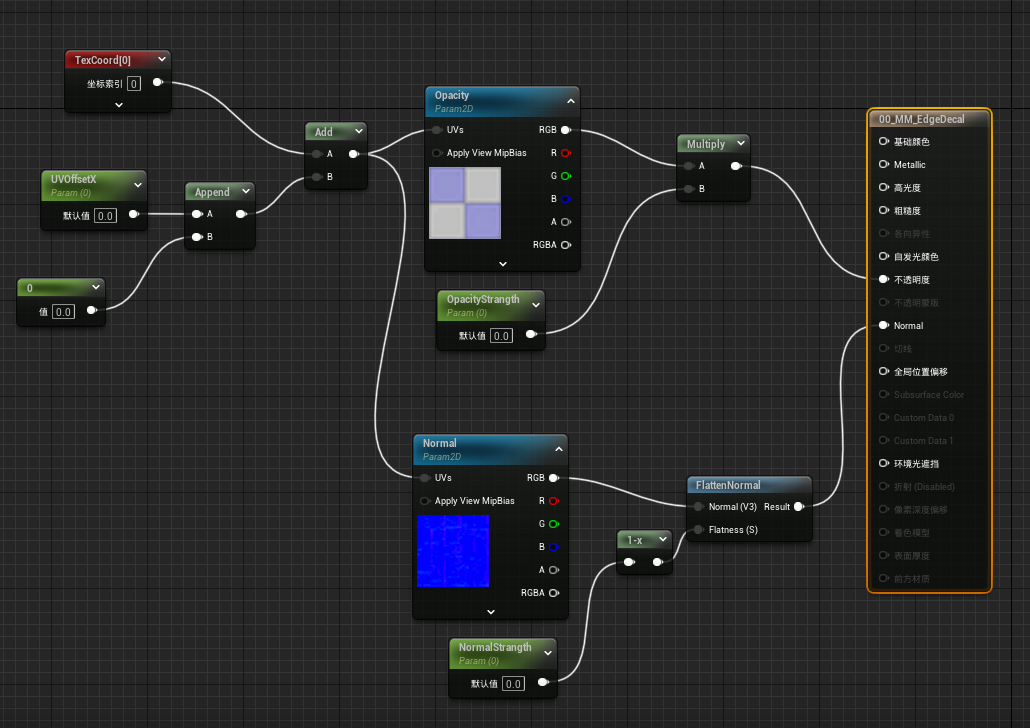 TexCoord[0]
坐标索引 0
UVOffsetX
Param (0)
默认值 0.0
0
值 0.0
Append
A
B
Add
A
B
Opacity
Param2D
UVs RGB
Apply View MipBias R
G
B
A
RGBA
OpacityStrangth
Param (0)
默认值 0.0
Multiply
A
B
Normal
Param2D
UVs RGB
Apply View MipBias R
G
B
A
RGBA
NormalStrangth
Param (0)
默认值 0.0
1-x
FlattenNormal
Normal (V3) Result
Flatness (S)
00_MM_EdgeDecal
基础颜色
Metallic
高光度
粗糙度
各向异性
自发光颜色
不透明度
不透明蒙版
Normal
切线
全局位置偏移
Subsurface Color
Custom Data 0
Custom Data 1
环境光遮挡
折射 (Disabled)
像素深度偏移
着色模型
表面厚度
前方材质